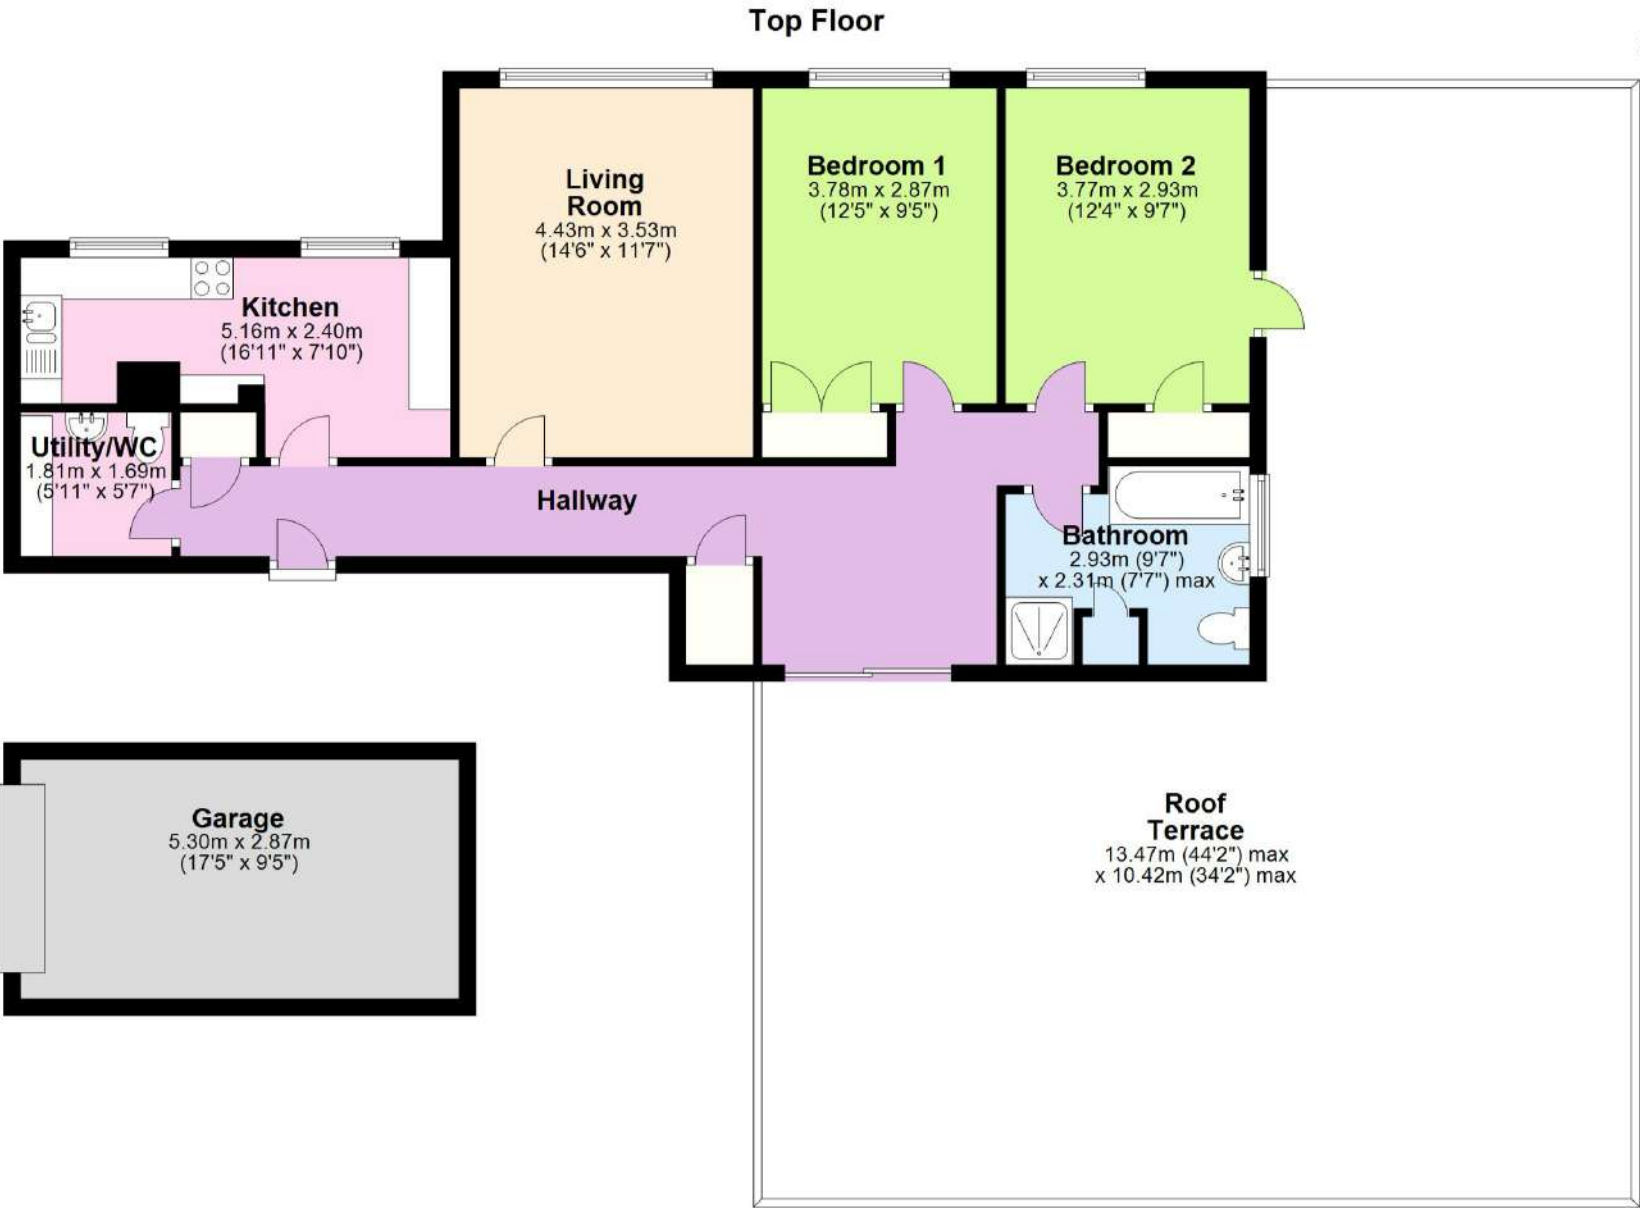 Top Floor
Living
Room
4.43m x 3.53m
(14'6" x 11'7")
Bedroom 1
3.78m x 2.87m
(12'5" x 9'5")
Bedroom 2
3.77m x 2.93m
(12'4" x 9'7")
Kitchen
5.16m x 2.40m
(16'11" x 7'10")
Utility/WC
1.81m x 1.69m
(5'11" x 5'7")
Hallway
Bathroom
2.93m (9'7")
x 2.31m (7'7") max
Garage
5.30m x 2.87m
(17'5" x 9'5")
Roof
Terrace
13.47m (44'2") max
x 10.42m (34'2") max